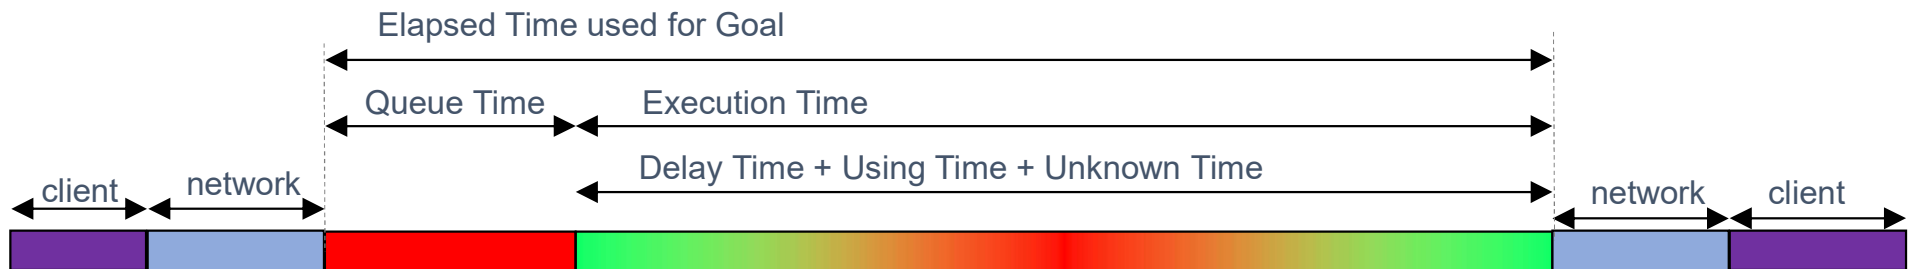 Elapsed Time used for Goal
Queue Time
Execution Time
Delay Time + Using Time + Unknown Time
client
network
network
client